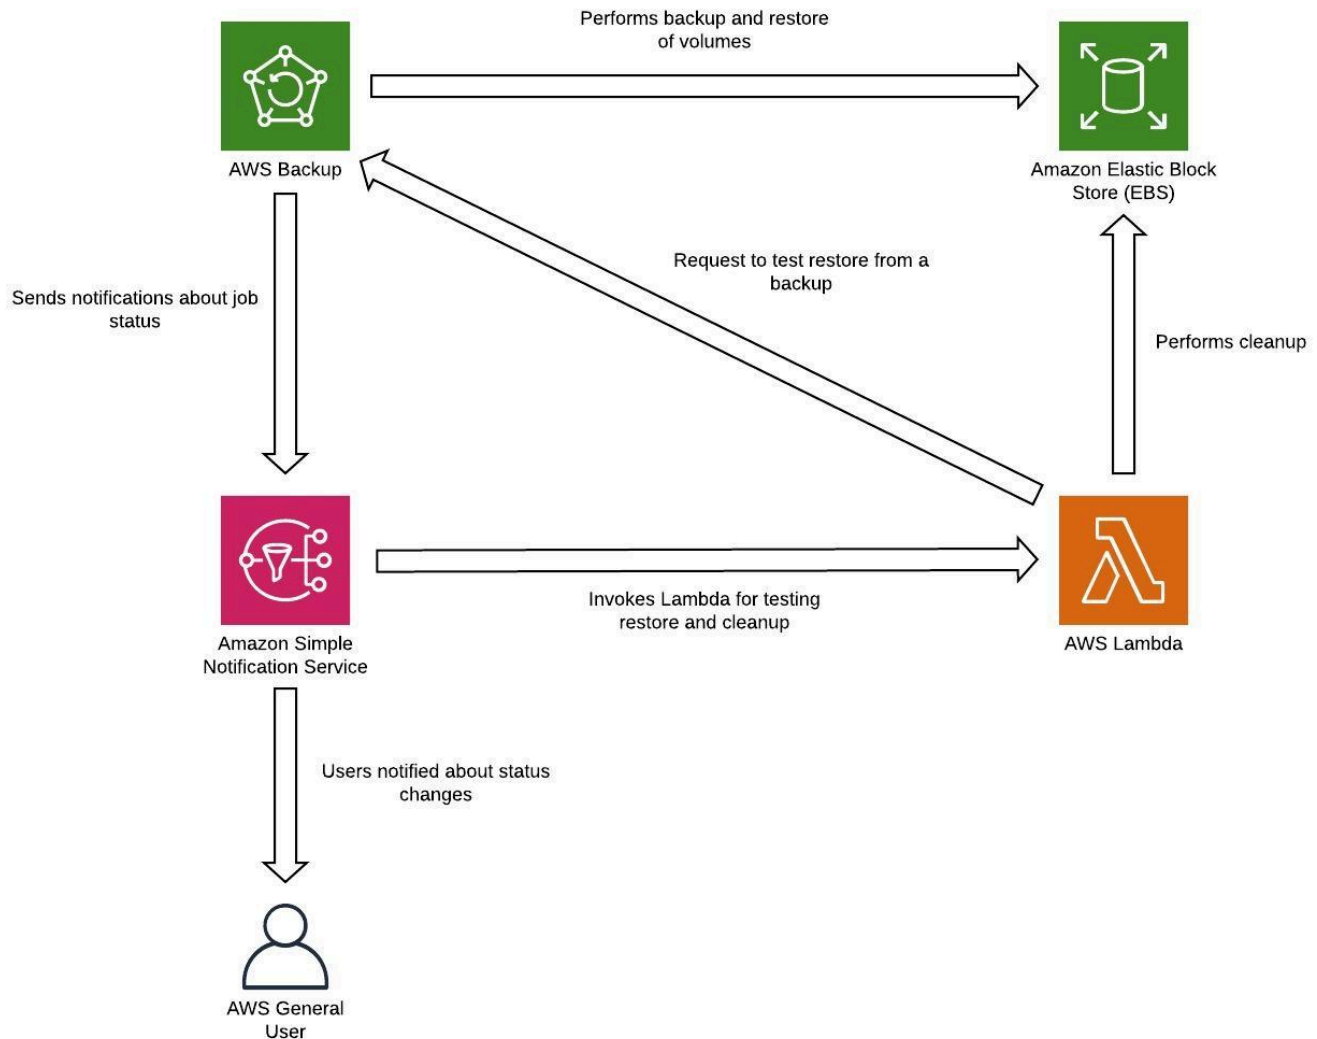 Performs backup and restore
of volumes
AWS Backup
Amazon Elastic Block
Store (EBS)
Request to test restore from a
backup
Sends notifications about job
status
Performs cleanup
Invokes Lambda for testing
restore and cleanup
Amazon Simple
Notification Service
AWS Lambda
Users notified about status
changes
AWS General
User